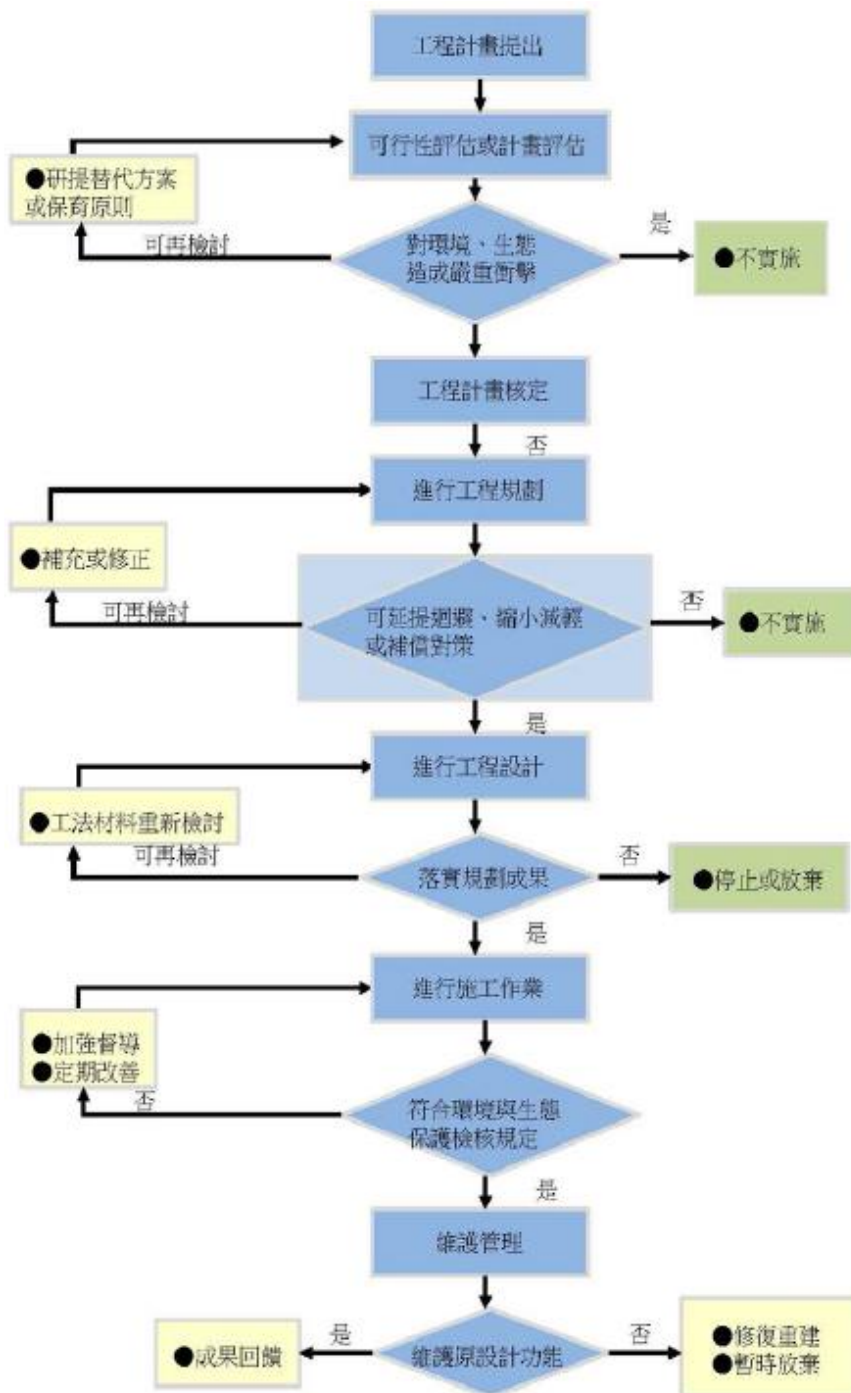 工程計畫提出
可行性評估或計畫評估
●研提替代方案
或保育原則
可再檢討
對環境、生態
造成嚴重衝擊
是
●不實施
工程計畫核定
否
進行工程規劃
●補充或修正
可再檢討
可延提迴避、縮小減輕
或補償對策
否
●不實施
是
進行工程設計
●工法材料重新檢討
可再檢討
落實規劃成果
否
●停止或放棄
是
進行施工作業
●加強督導
●定期改善
否
符合環境與生態
保護檢核規定
是
維護管理
●成果回饋
是
維護原設計功能
否
●修復重建
●暫時放棄